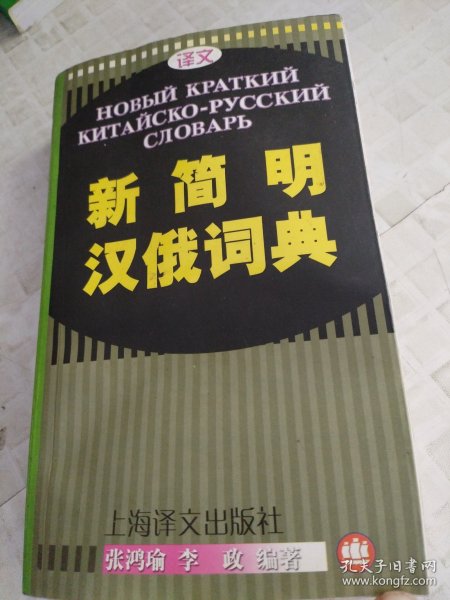 译文
НОВЫЙ КРАТКИЙ
КИТАЙСКО-РУССКИЙ
СЛОВАРЬ
新简明
汉俄词典
上海译文出版社
张鸿瑜 李政 编著
孔夫子旧书网
www.kongfz.com